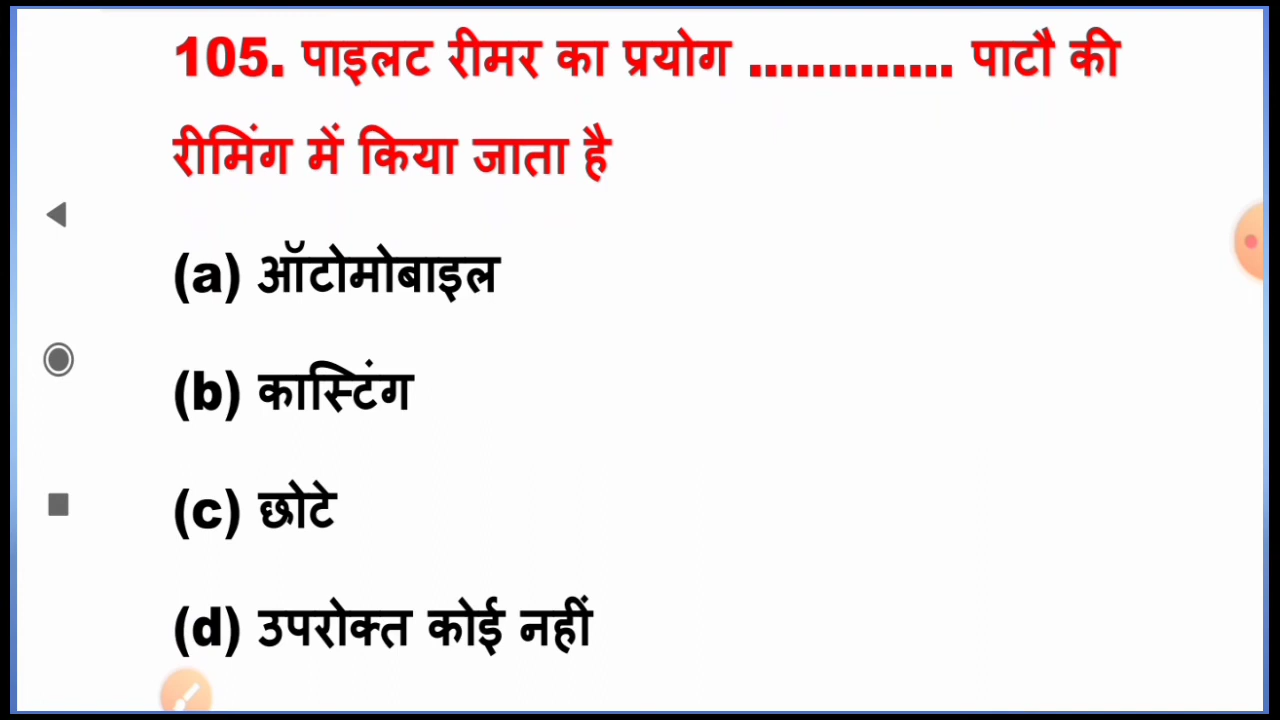 105. पाइलट रीमर का प्रयोग ............. पाटौ की
रीमिंग में किया जाता है
(a) ऑटोमोबाइल
(b) कास्टिंग
(c) छोटे
(d) उपरोक्त कोई नहीं